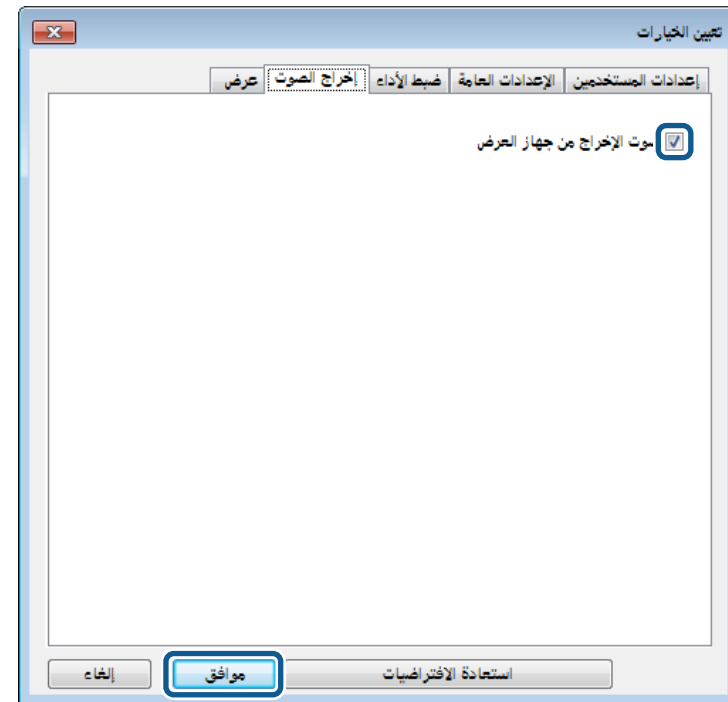 تعيين الخيارات
إعدادات المستخدمين الإعدادات العامة ضبط الأداء إخراج الصوت عرض
الإخراج من جهاز العرض
استعادة الافتراضيات موافق إلغاء